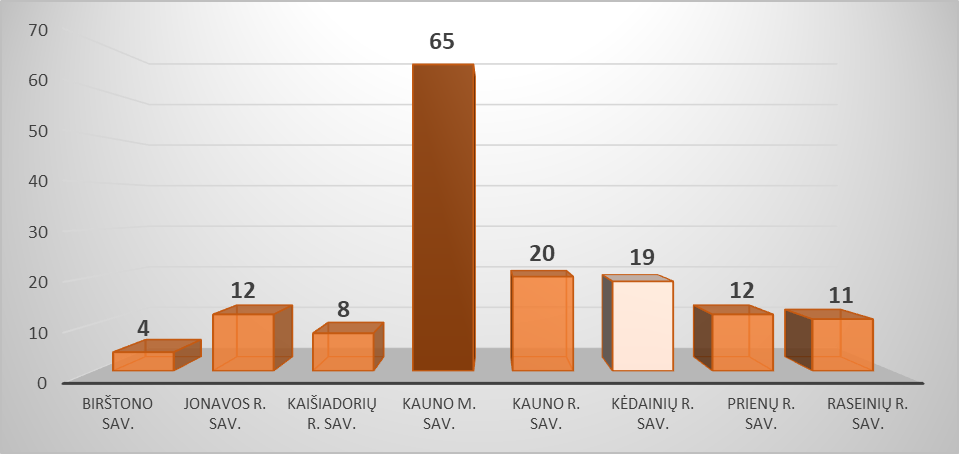 70
60
50
40
30
20
10
0
4
12
8
65
20
19
12
11
BIRŠTONO
SAV.
JONAVOS R.
SAV.
KAIŠIADORIŲ
R. SAV.
KAUNO M.
SAV.
KAUNO R.
SAV.
KĖDAINIŲ R.
SAV.
PRIENŲ R.
SAV.
RASEINIŲ R.
SAV.